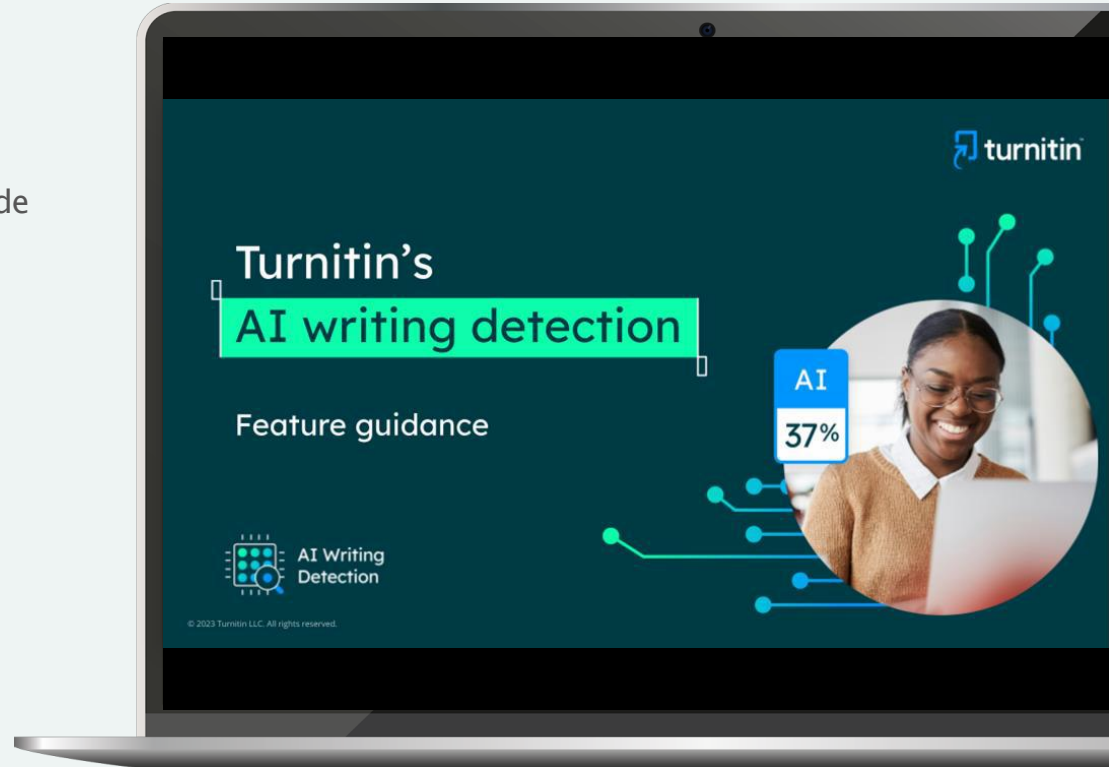 de
turnitin
Turnitin's
AI writing detection
AI
37%
Feature guidance
AI Writing
Detection
© 2023 Turnitin LLC. All rights reserved.